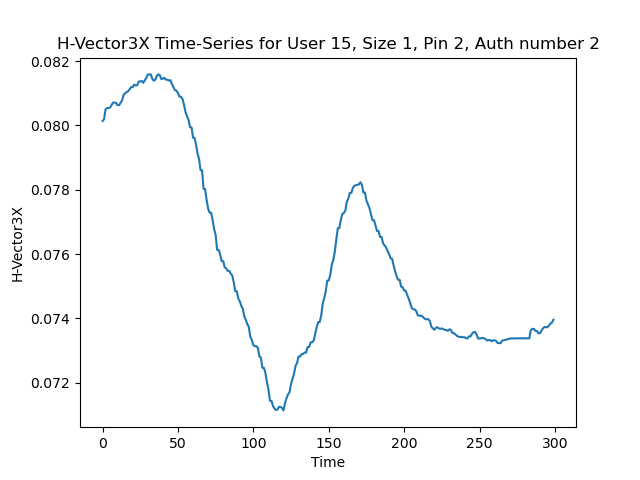 H-Vector3X Time-Series for User 15, Size 1, Pin 2, Auth number 2
0.082
0.080
0.078
0.076
0.074
0.072
H-Vector3X
0 50 100 150 200 250 300
Time